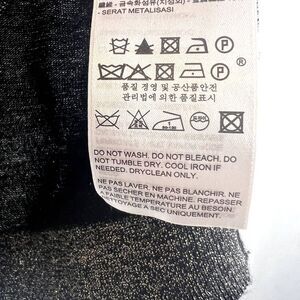 - SERAT METALISASI
P
®
P
품질 경영 및 공산품안전
관리법에 의한 품질표시
DO NOT WASH. DO NOT BLEACH. DO
NOT TUMBLE DRY. COOL IRON IF
NEEDED. DRYCLEAN ONLY.
NE PAS LAVER. NE PAS BLANCHIR. NE
PAS SECHER EN MACHINE. REPASSER
A FAIBLE TEMPERATURE AU BESOIN.
NETTOYAGE A SEC UNIQUEMENT.